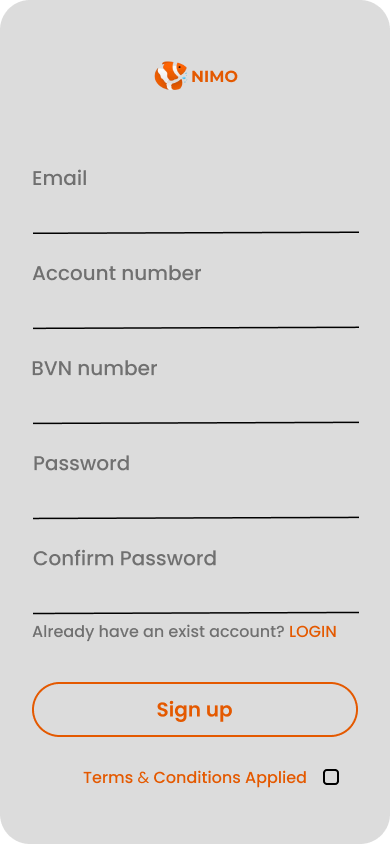 NIMO
Email
Account number
BVN number
Password
Confirm Password
Already have an exist account? LOGIN
Sign up
Terms & Conditions Applied